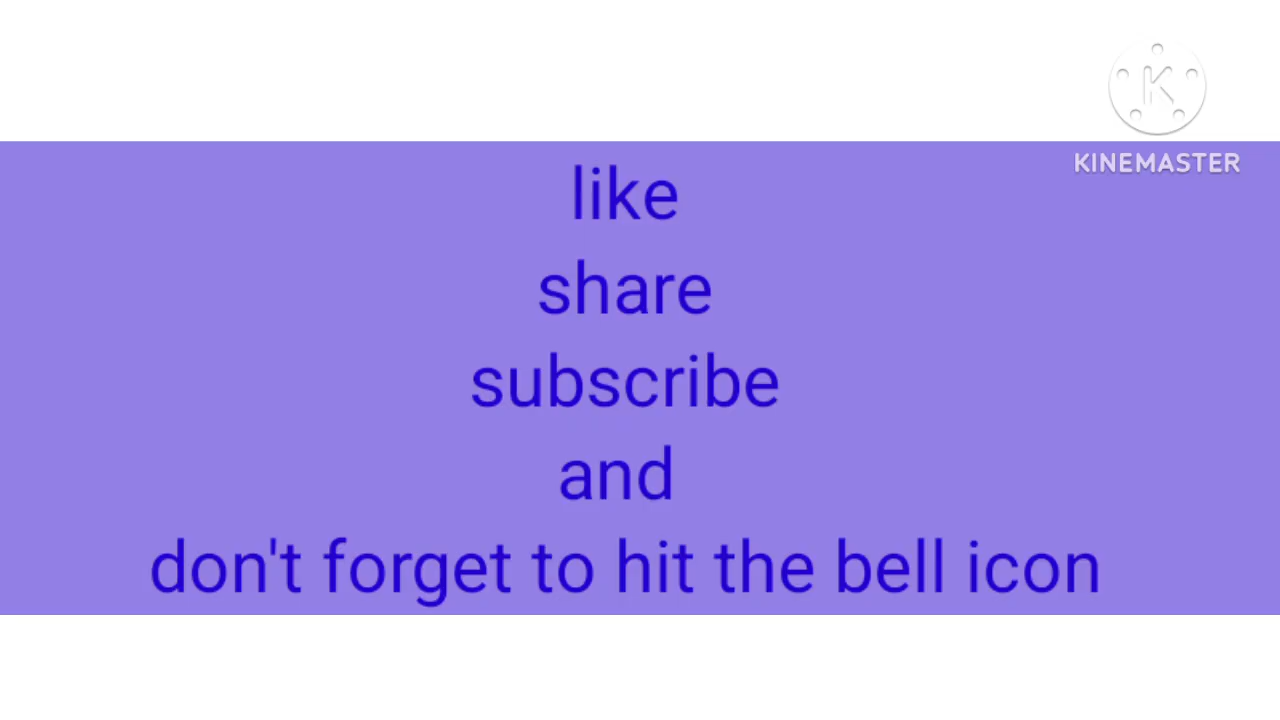 KINEMASTER
like
share
subscribe
and
don't forget to hit the bell icon